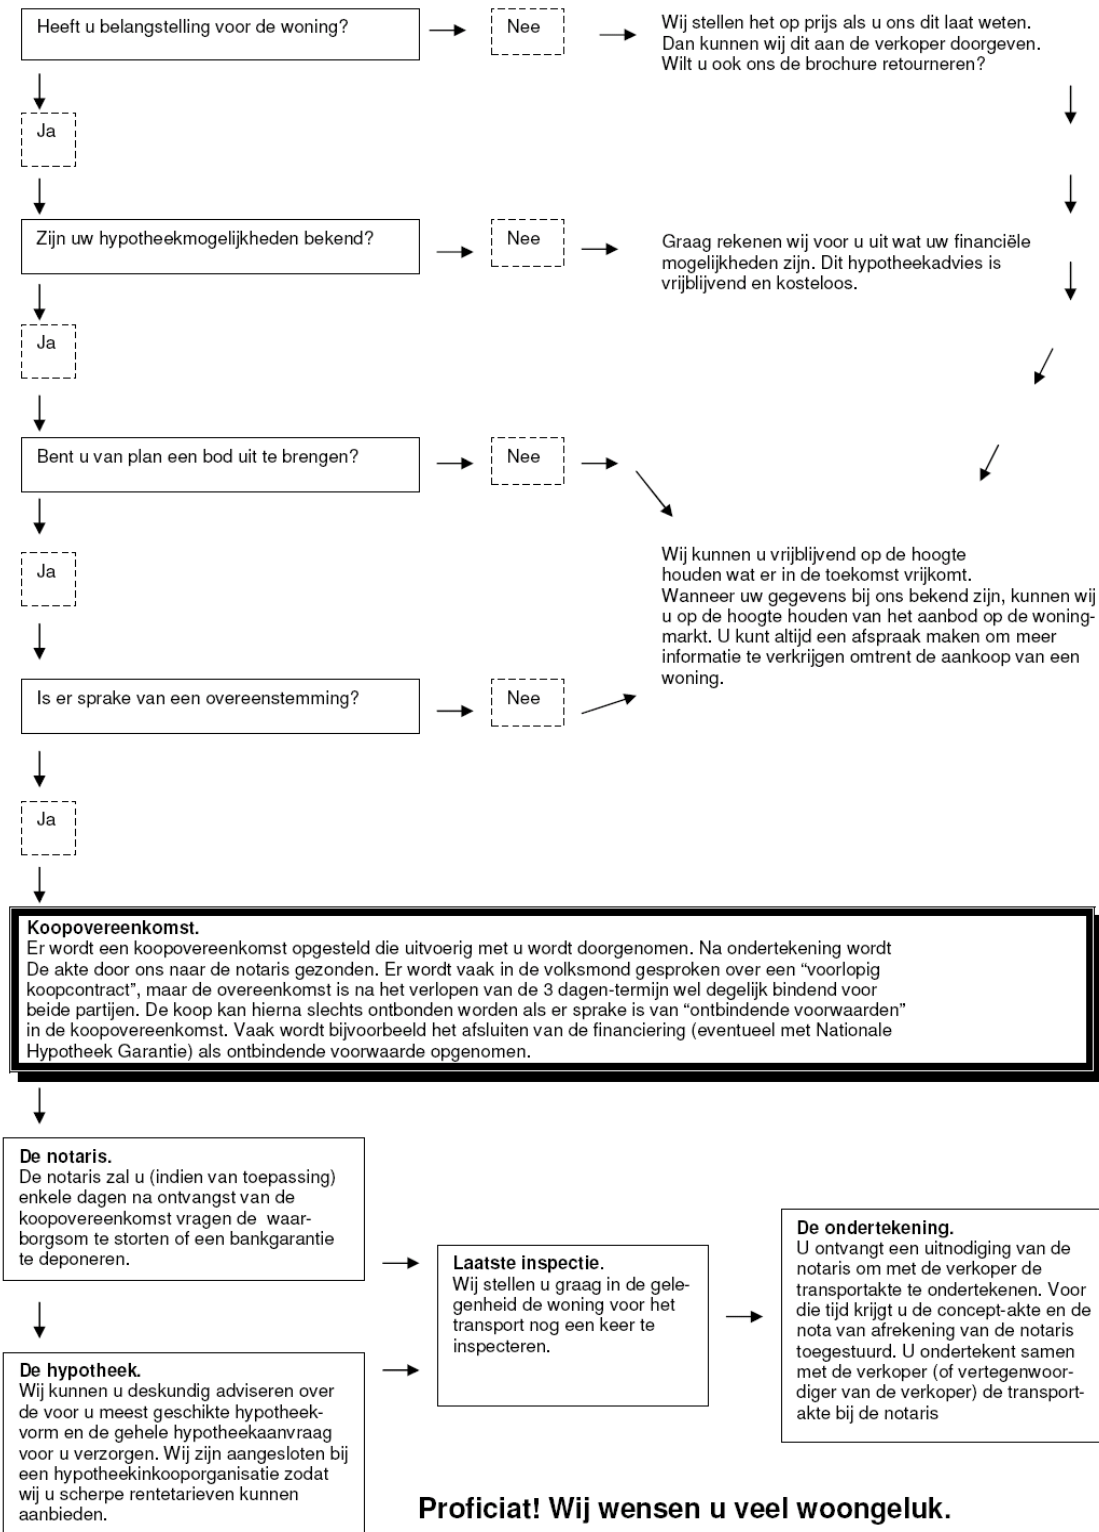 Heeft u belangstelling voor de woning?
Nee
Wij stellen het op prijs als u ons dit laat weten.
Dan kunnen wij dit aan de verkoper doorgeven.
Wilt u ook ons de brochure retourneren?
Ja
Zijn uw hypotheekmogelijkheden bekend?
Nee
Graag rekenen wij voor u uit wat uw financiële
mogelijkheden zijn. Dit hypotheekadvies is
vrijblijvend en kosteloos.
Ja
Bent u van plan een bod uit te brengen?
Nee
Ja
Wij kunnen u vrijblijvend op de hoogte
houden wat er in de toekomst vrijkomt.
Wanneer uw gegevens bij ons bekend zijn, kunnen wij
u op de hoogte houden van het aanbod op de woning-
markt. U kunt altijd een afspraak maken om meer
informatie te verkrijgen omtrent de aankoop van een
woning.
Is er sprake van een overeenstemming?
Nee
Ja
Koopovereenkomst.
Er wordt een koopovereenkomst opgesteld die uitvoerig met u wordt doorgenomen. Na ondertekening wordt
De akte door ons naar de notaris gezonden. Er wordt vaak in de volksmond gesproken over een “voorlopig
koopcontract”, maar de overeenkomst is na het verlopen van de 3 dagen-termijn wel degelijk bindend voor
beide partijen. De koop kan hierna slechts ontbonden worden als er sprake is van “ontbindende voorwaarden”
in de koopovereenkomst. Vaak wordt bijvoorbeeld het afsluiten van de financiering (eventueel met Nationale
Hypotheek Garantie) als ontbindende voorwaarde opgenomen.
De notaris.
De notaris zal u (indien van toepassing)
enkele dagen na ontvangst van de
koopovereenkomst vragen de waar-
borgsom te storten of een bankgarantie
te deponeren.
De hypotheek.
Wij kunnen u deskundig adviseren over
de voor u meest geschikte hypotheek-
vorm en de gehele hypotheekaanvraag
voor u verzorgen. Wij zijn aangesloten bij
een hypotheekinkooporganisatie zodat
wij u scherpe rentetarieven kunnen
aanbieden.
Laatste inspectie.
Wij stellen u graag in de gele-
genheid de woning voor het
transport nog een keer te
inspecteren.
De ondertekening.
U ontvangt een uitnodiging van de
notaris om met de verkoper de
transportakte te ondertekenen. Voor
die tijd krijgt u de concept-akte en de
nota van afrekening van de notaris
toegestuurd. U ondertekent samen
met de verkoper (of vertegenwoor-
diger van de verkoper) de transport-
akte bij de notaris
Proficiat! Wij wensen u veel woongeluk.